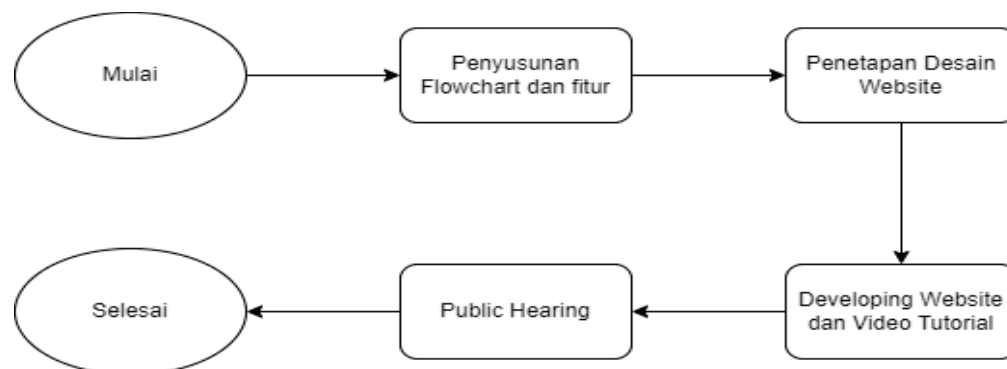 Mulai
Penyusunan
Flowchart dan fitur
Penetapan Desain
Website
Developing Website
dan Video Tutorial
Public Hearing
Selesai